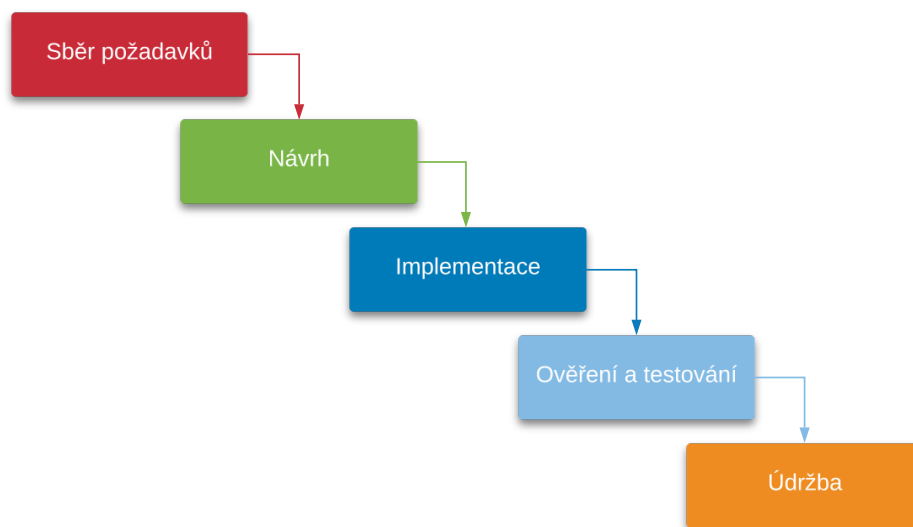 Sběr požadavků
Návrh
Implementace
Ověření a testování
Údržba